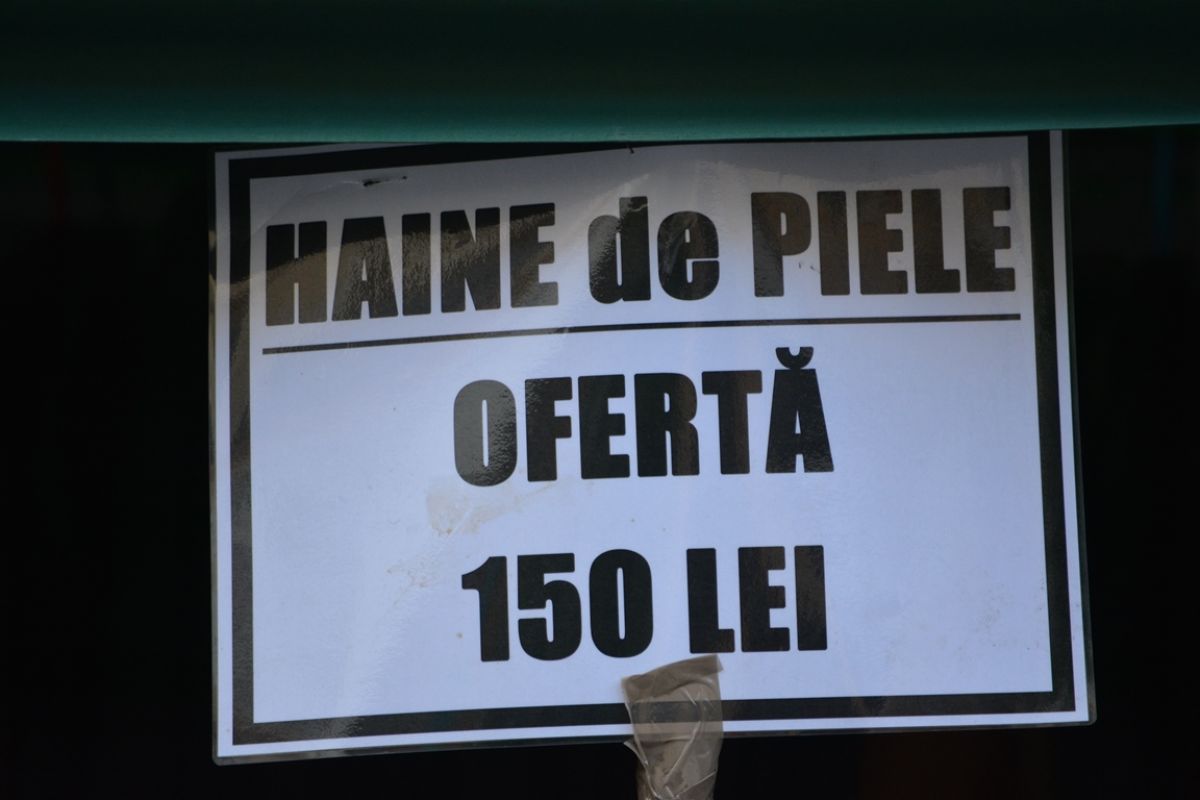 HAINE de PIELE
OFERTĂ
150 LEI